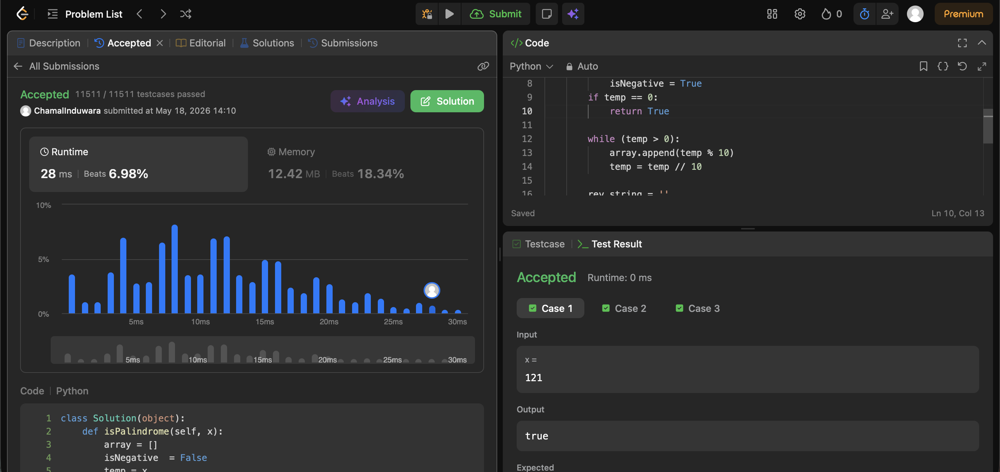 Problem List
Submit
0
Premium
Description
Accepted
Editorial
Solutions
Submissions
All Submissions
Accepted 11511 / 11511 testcases passed
ChamalInduwara submitted at May 18, 2026 14:10
Analysis
Solution
Runtime
28 ms | Beats 6.98%
Memory
12.42 MB | Beats 18.34%
10%
5%
0%
5ms 10ms 15ms 20ms 25ms 30ms
5ms 10ms 15ms 20ms 25ms 30ms
Code | Python
1 class Solution(object):
2     def isPalindrome(self, x):
3         array = []
4         isNegative  = False
5         temp = x
</> Code
Python
Auto
8             isNegative = True
9         if temp == 0:
10             return True
11
12         while (temp > 0):
13             array.append(temp % 10)
14             temp = temp // 10
15
16         rev_string = ''
Saved
Ln 10, Col 13
Testcase
Test Result
Accepted Runtime: 0 ms
Case 1
Case 2
Case 3
Input
x =
121
Output
true
Expected